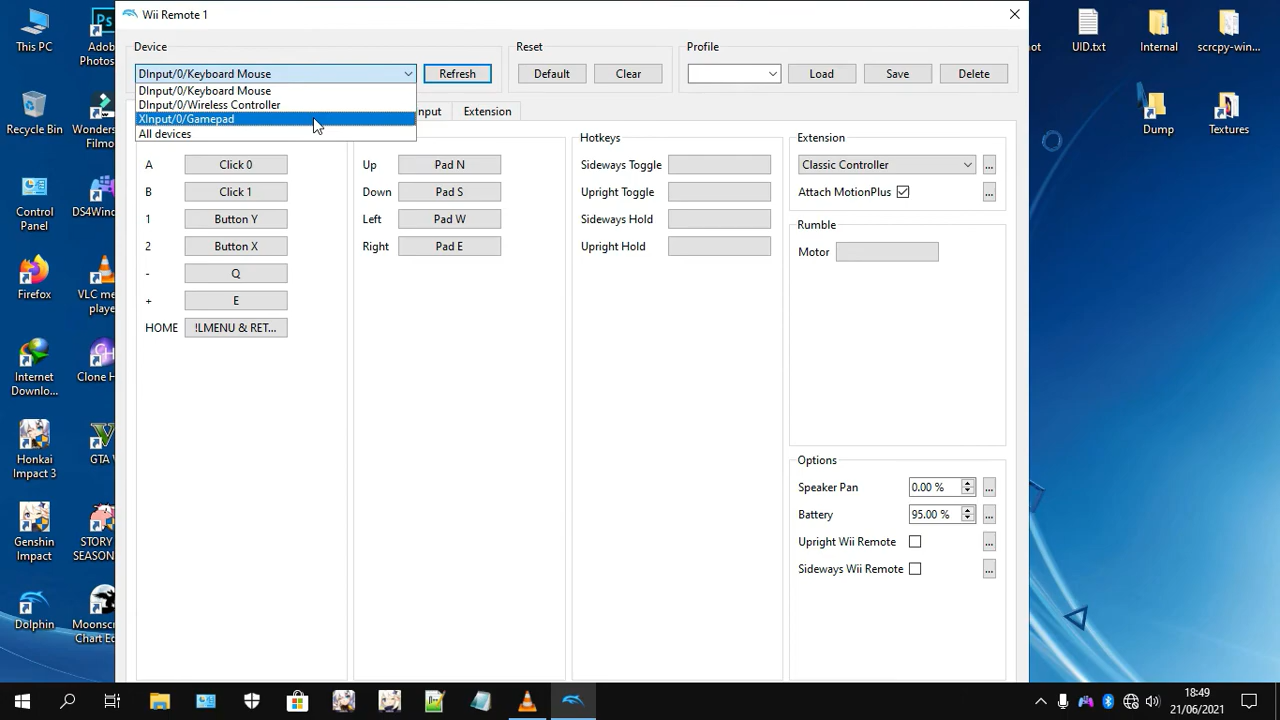 Wii Remote 1
Device
Reset
Profile
DInput/0/Keyboard Mouse
Refresh
Default
Clear
Load
Save
Delete
DInput/0/Keyboard Mouse
DInput/0/Wireless Controller
XInput/0/Gamepad
All devices
Extension
Hotkeys
Extension
A
Click 0
B
Click 1
1
Button Y
2
Button X
-
Q
+
E
HOME
!LMENU & RET...
Up
Pad N
Down
Pad S
Left
Pad W
Right
Pad E
Sideways Toggle
Upright Toggle
Sideways Hold
Upright Hold
Classic Controller
...
Attach MotionPlus
...
Rumble
Motor
Options
Speaker Pan
0.00 %
...
Battery
95.00 %
...
Upright Wii Remote
...
Sideways Wii Remote
...
This PC
Adob
Photos
Recycle Bin
Wonders
Filmo
Control
Panel
DS4Wind
Firefox
VLC me
player
Internet
Downlo...
Clone H
Honkai
Impact 3
GTA V
Genshin
Impact
STORY
SEASON
Dolphin
Moonscr
Chart Ed
UID.txt
Internal
scrcpy-win...
Dump
Textures
18:49
21/06/2021